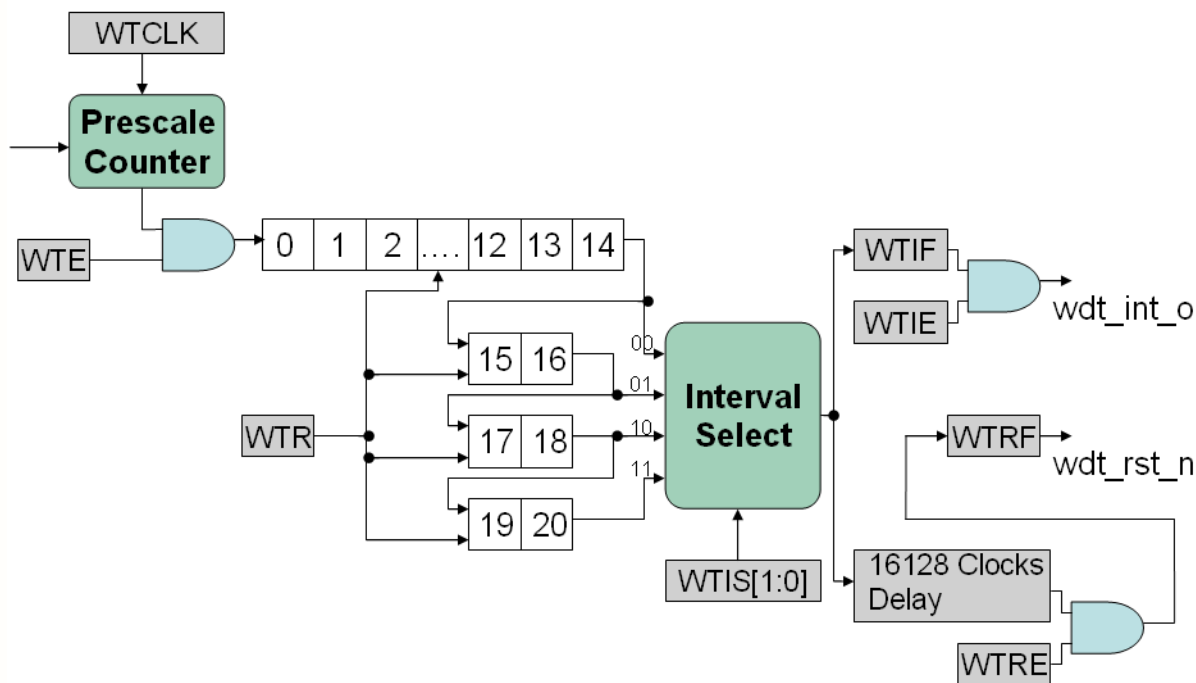 WTCLK
Prescale
Counter
WTE
0 1 2 .... 12 13 14
WTIF
WTIE
wdt_int_o
15 16
00
01
17 18
10
19 20
11
WTR
Interval
Select
WTIS[1:0]
WTRF
wdt_rst_n
16128 Clocks
Delay
WTRE